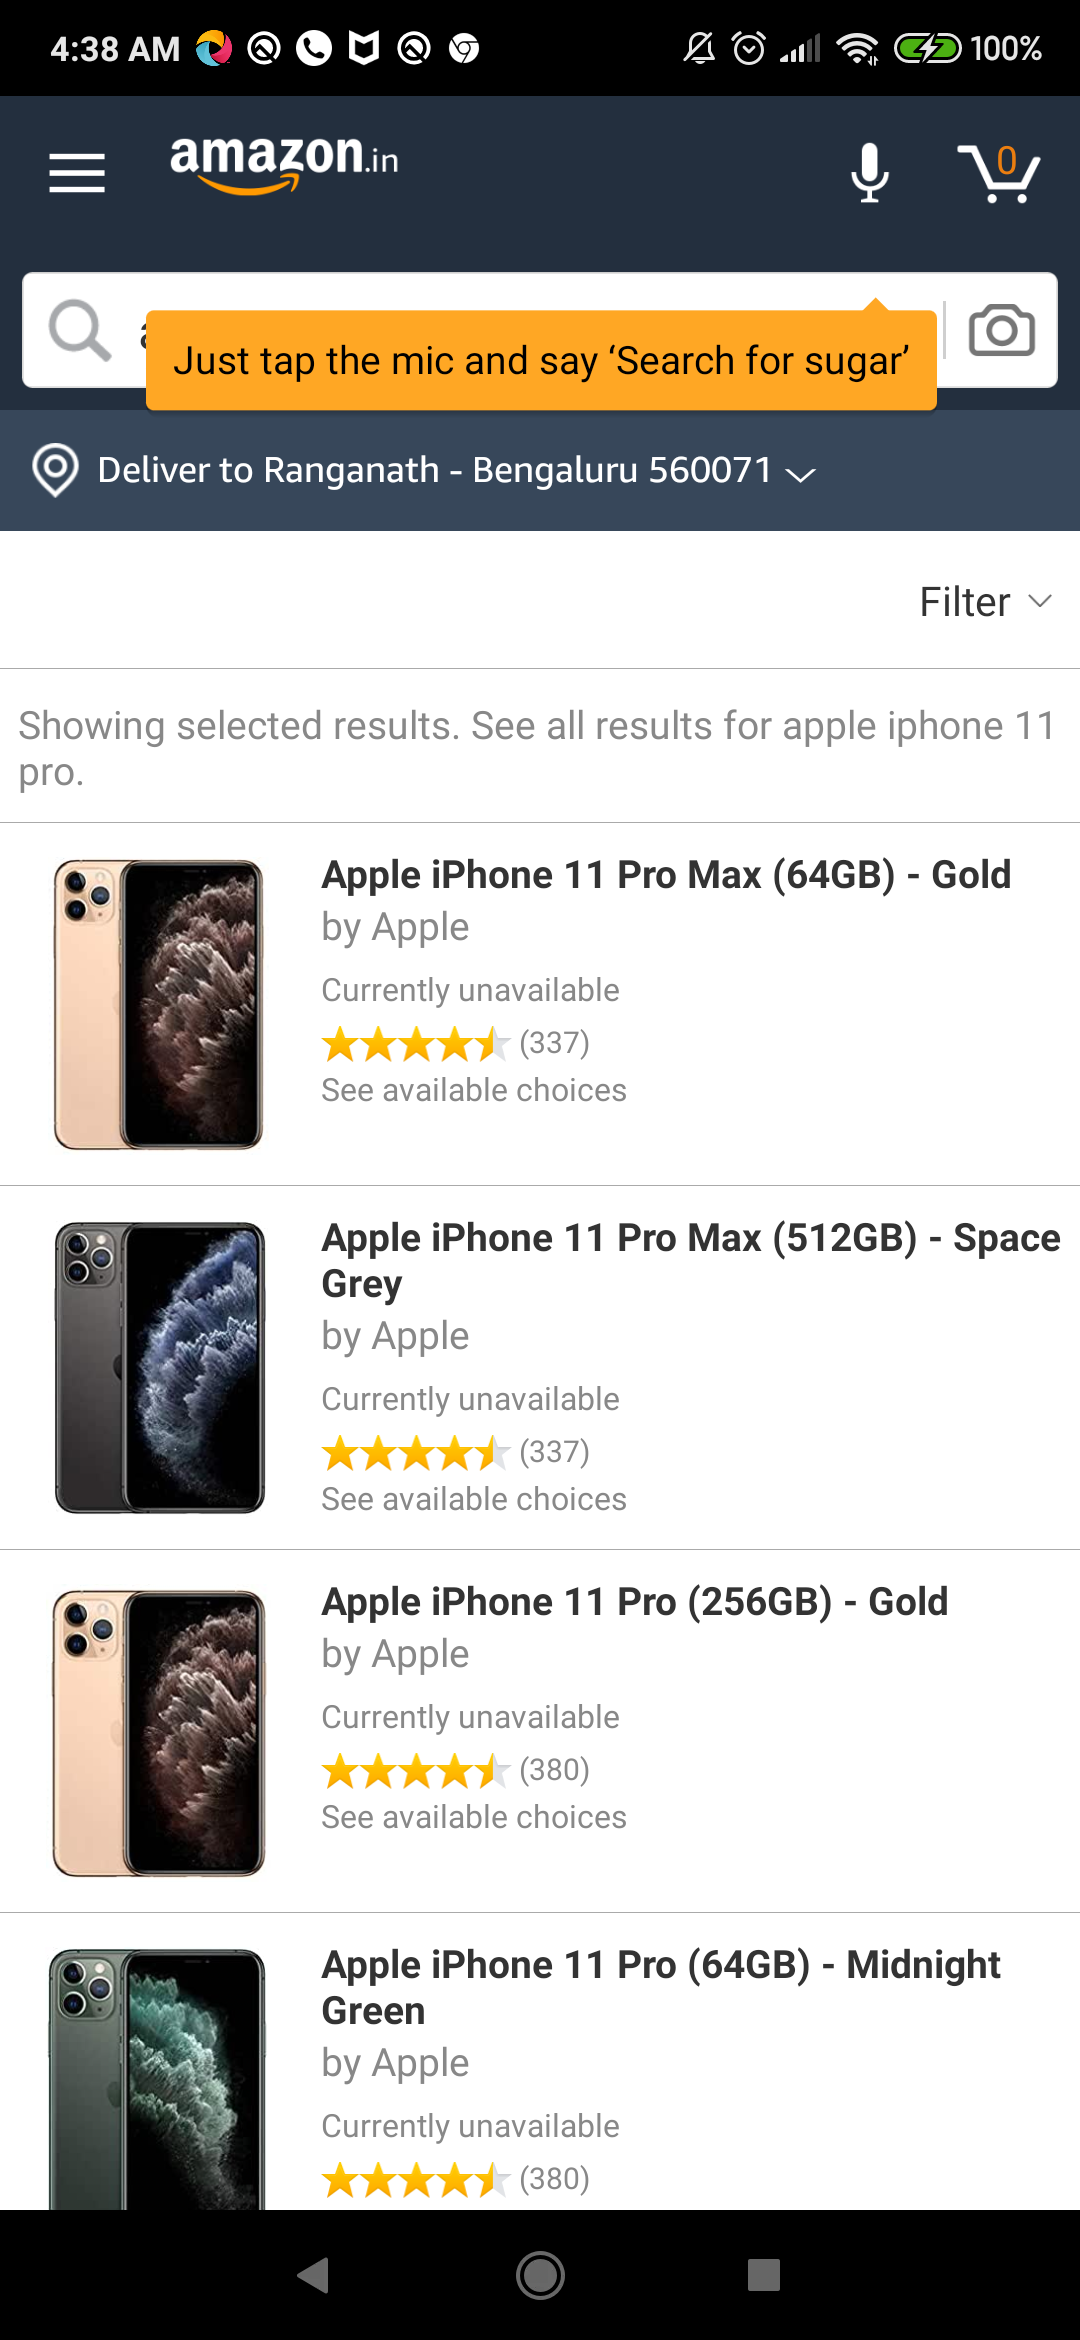 4:38 AM
100%
amazon.in
0
Just tap the mic and say ‘Search for sugar’
Deliver to Ranganath - Bengaluru 560071
Filter
Showing selected results. See all results for apple iphone 11
pro.
Apple iPhone 11 Pro Max (64GB) - Gold
by Apple
Currently unavailable
(337)
See available choices
Apple iPhone 11 Pro Max (512GB) - Space
Grey
by Apple
Currently unavailable
(337)
See available choices
Apple iPhone 11 Pro (256GB) - Gold
by Apple
Currently unavailable
(380)
See available choices
Apple iPhone 11 Pro (64GB) - Midnight
Green
by Apple
Currently unavailable
(380)